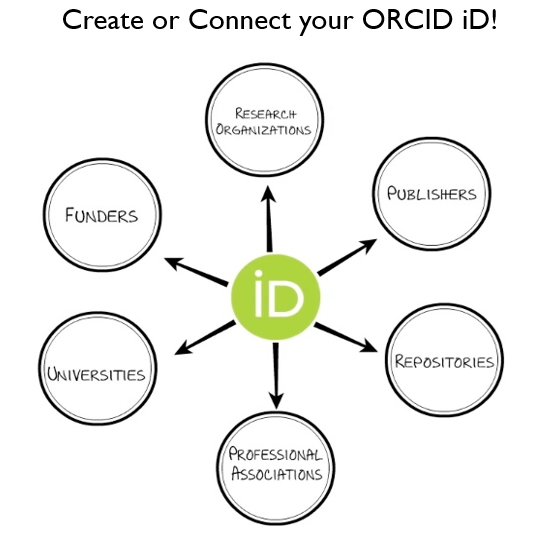 Create or Connect your ORCID iD!
RESEARCH
ORGANIZATIONS
PUBLISHERS
FUNDERS
iD
UNIVERSITIES
REPOSITORIES
PROFESSIONAL
ASSOCIATIONS